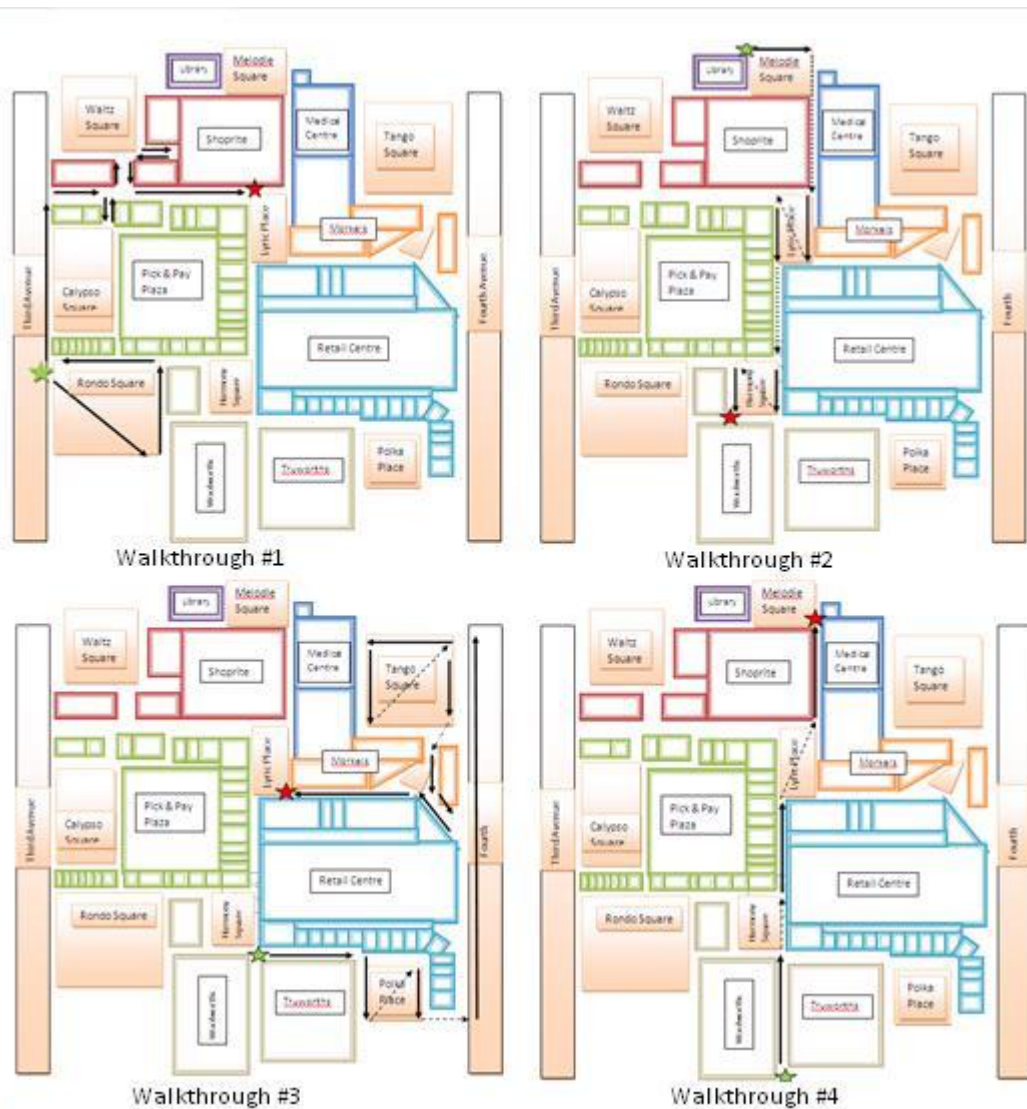 Library
Melodie
Square
Waltz
Square
Shoprite
Medical
Centre
Tango
Square
Lyric Place
Markets
Third Avenue
Calypso
Square
Pick & Pay
Plaza
Fourth Avenue
Retail Centre
Rondo Square
Harmony
Square
Woolworths
Truworths
Polka
Place
Walkthrough #1
Library
Melodie
Square
Waltz
Square
Shoprite
Medical
Centre
Tango
Square
Lyric Place
Markets
Third Avenue
Calypso
Square
Pick & Pay
Plaza
Fourth Avenue
Retail Centre
Rondo Square
Harmony
Square
Woolworths
Truworths
Polka
Place
Walkthrough #2
Library
Melodie
Square
Waltz
Square
Shoprite
Medical
Centre
Tango
Square
Lyric Place
Markets
Third Avenue
Calypso
Square
Pick & Pay
Plaza
Fourth
Retail Centre
Rondo Square
Harmony
Square
Woolworths
Truworths
Walkthrough #3
Library
Melodie
Square
Waltz
Square
Shoprite
Medical
Centre
Tango
Square
Lyric Place
Markets
Third Avenue
Calypso
Square
Pick & Pay
Plaza
Fourth
Retail Centre
Rondo Square
Harmony
Square
Woolworths
Truworths
Polka
Place
Walkthrough #4